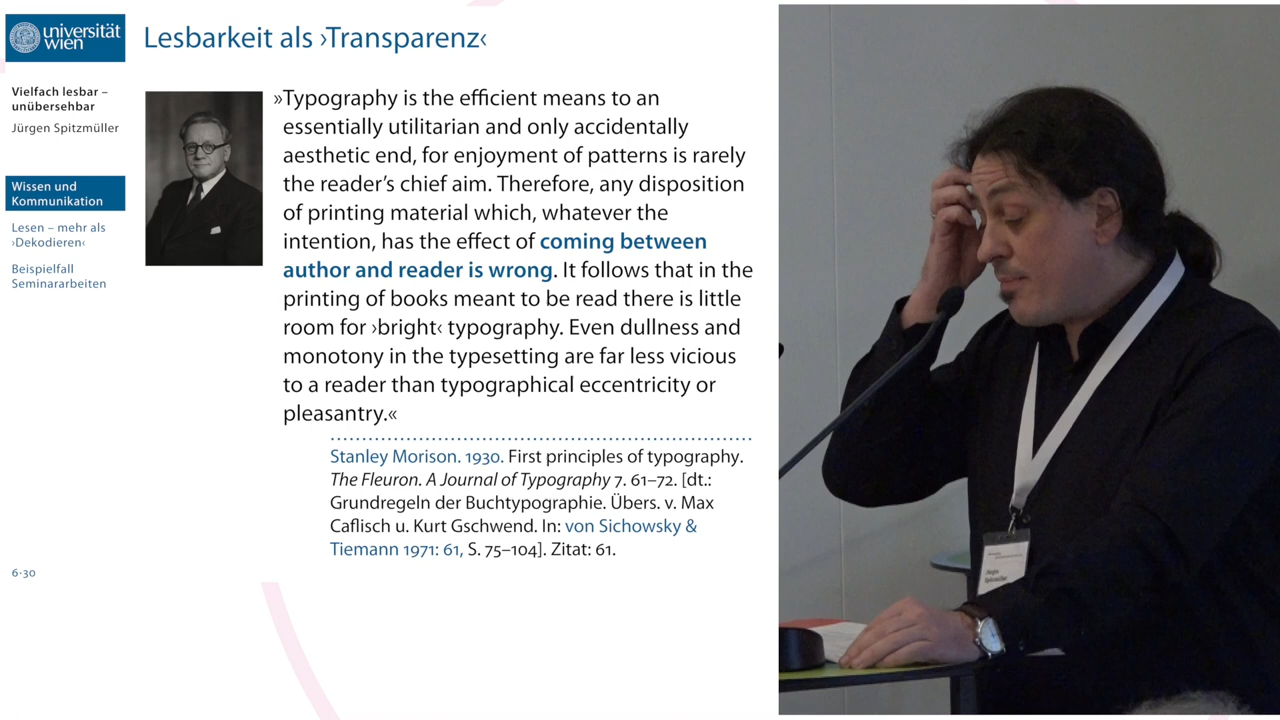 universität
wien
Lesbarkeit als ›Transparenz‹
Vielfach lesbar –
unübersehbar
Jürgen Spitzmüller
Wissen und
Kommunikation
Lesen – mehr als
›Dekodieren‹
Beispielfall
Seminararbeiten
»Typography is the efficient means to an
essentially utilitarian and only accidentally
aesthetic end, for enjoyment of patterns is rarely
the reader’s chief aim. Therefore, any disposition
of printing material which, whatever the
intention, has the effect of coming between
author and reader is wrong. It follows that in the
printing of books meant to be read there is little
room for ›bright‹ typography. Even dullness and
monotony in the typesetting are far less vicious
to a reader than typographical eccentricity or
pleasantry.«
Stanley Morison. 1930. First principles of typography.
The Fleuron. A Journal of Typography 7. 61–72. [dt.:
Grundregeln der Buchtypographie. Übers. v. Max
Caflisch u. Kurt Gschwend. In: von Sichowsky &
Tiemann 1971: 61, S. 75–104]. Zitat: 61.
6·30